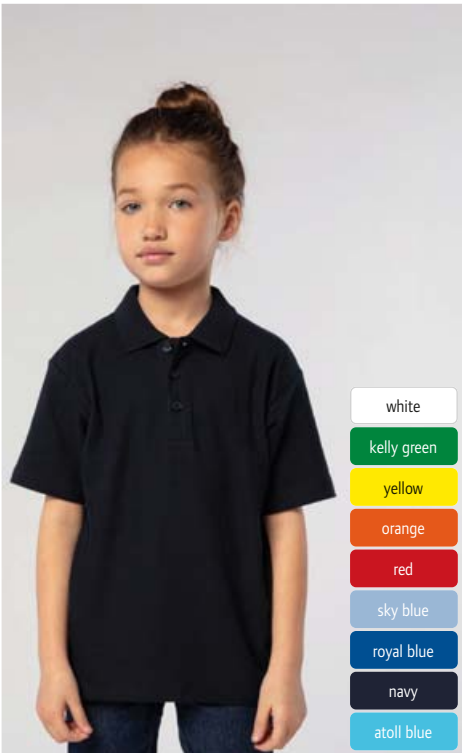 white
kelly green
yellow
orange
red
sky blue
royal blue
navy
atoll blue